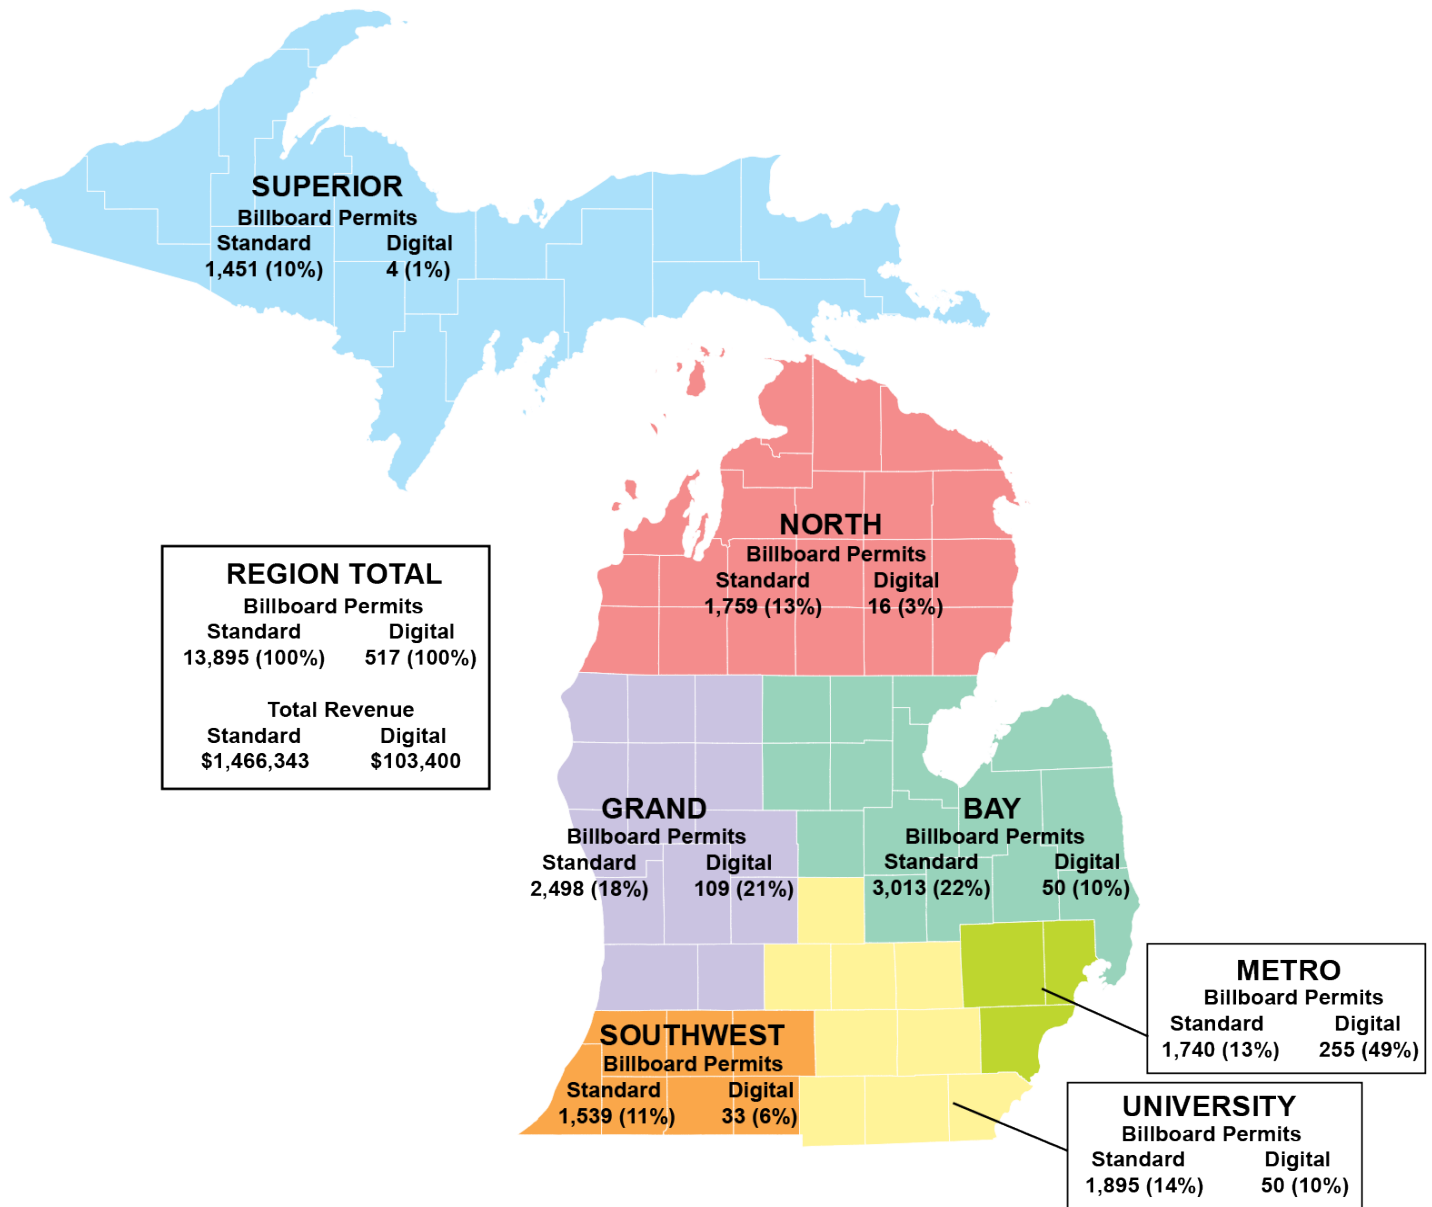 SUPERIOR
Billboard Permits
Standard Digital
1,451 (10%) 4 (1%)
NORTH
Billboard Permits
Standard Digital
1,759 (13%) 16 (3%)
REGION TOTAL
Billboard Permits
Standard Digital
13,895 (100%) 517 (100%)
Total Revenue
Standard Digital
$1,466,343 $103,400
GRAND
Billboard Permits
Standard Digital
2,498 (18%) 109 (21%)
BAY
Billboard Permits
Standard Digital
3,013 (22%) 50 (10%)
METRO
Billboard Permits
Standard Digital
1,740 (13%) 255 (49%)
SOUTHWEST
Billboard Permits
Standard Digital
1,539 (11%) 33 (6%)
UNIVERSITY
Billboard Permits
Standard Digital
1,895 (14%) 50 (10%)